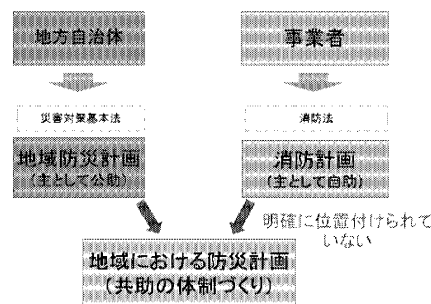 地方自治体
事業者
災害対策基本法
消防法
地域防災計画
(主として公助)
消防計画
(主として自助)
明確に位置付けられて
いない
地域における防災計画
(共助の体制づくり)